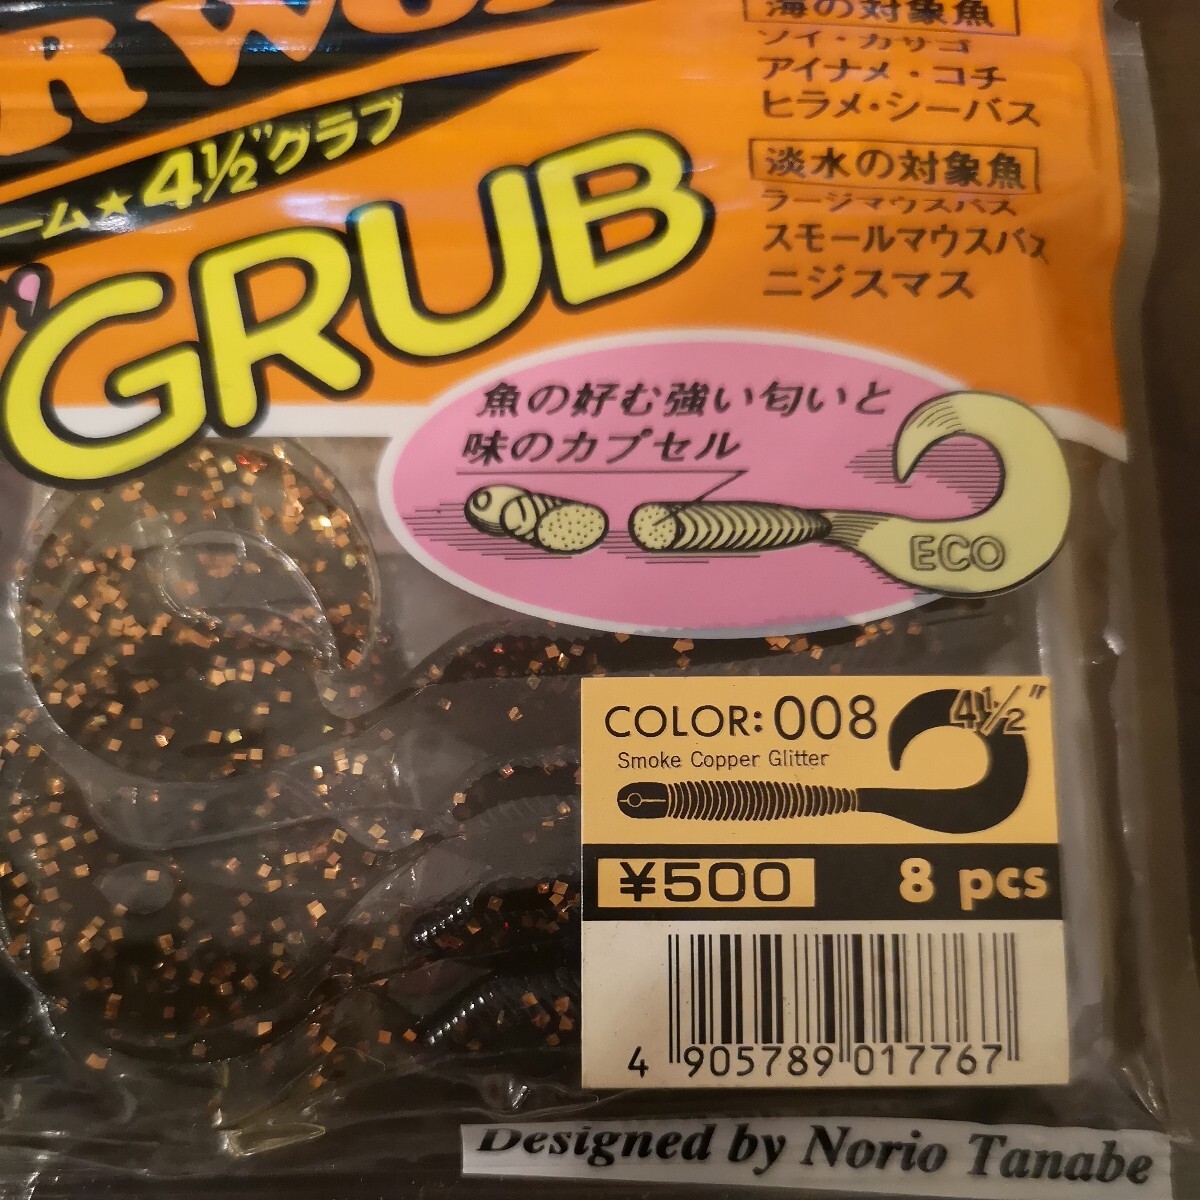 R WO
ーム★4½"グラブ
GRUB
海の対象魚
ソイ・カサゴ
アイナメ・コチ
ヒラメ・シーバス
淡水の対象魚
ラージマウスバス
スモールマウスバス
ニジスマス
魚の好む強い匂いと
味のカプセル
ECO
COLOR: 008
4½"
Smoke Copper Glitter
¥500
8 pcs
4 905789 017767
Designed by Norio Tanabe